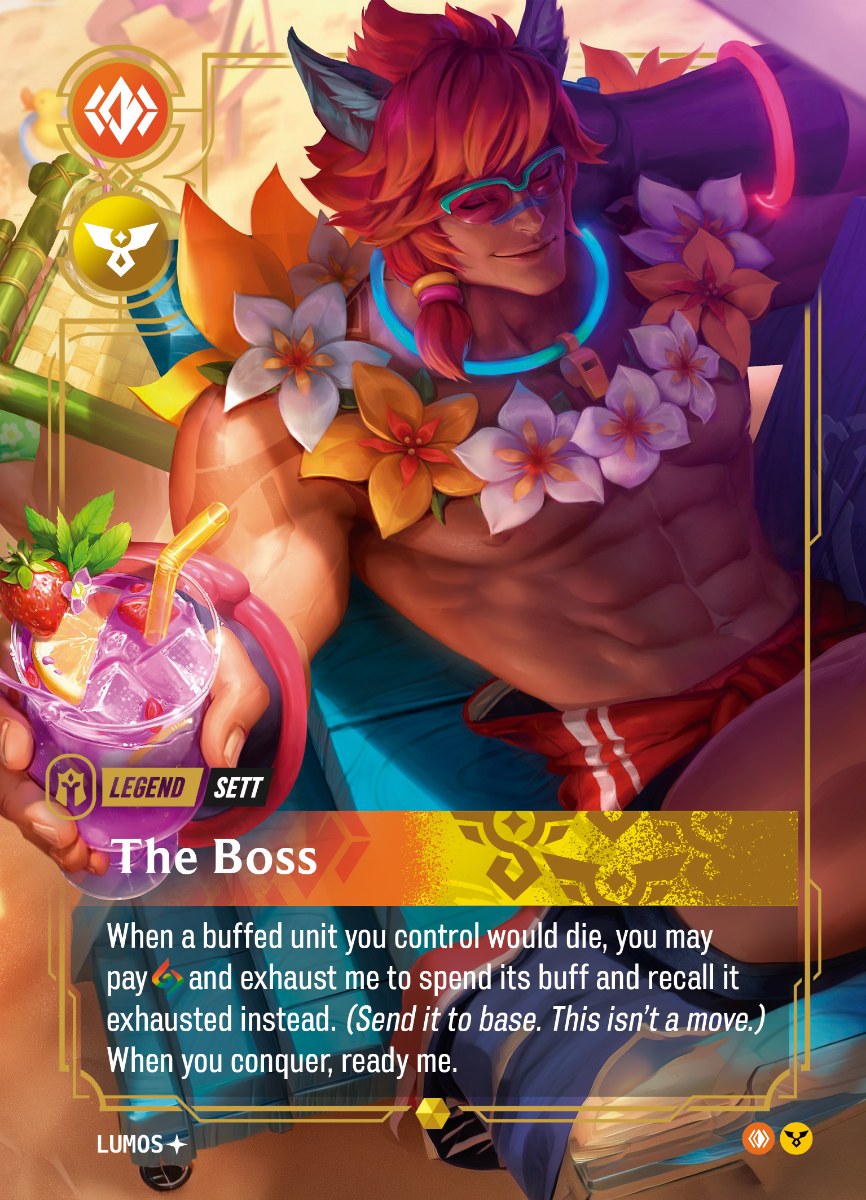 LEGEND SETT
The Boss
When a buffed unit you control would die, you may
pay and exhaust me to spend its buff and recall it
exhausted instead. (Send it to base. This isn't a move.)
When you conquer, ready me.
LUMOS